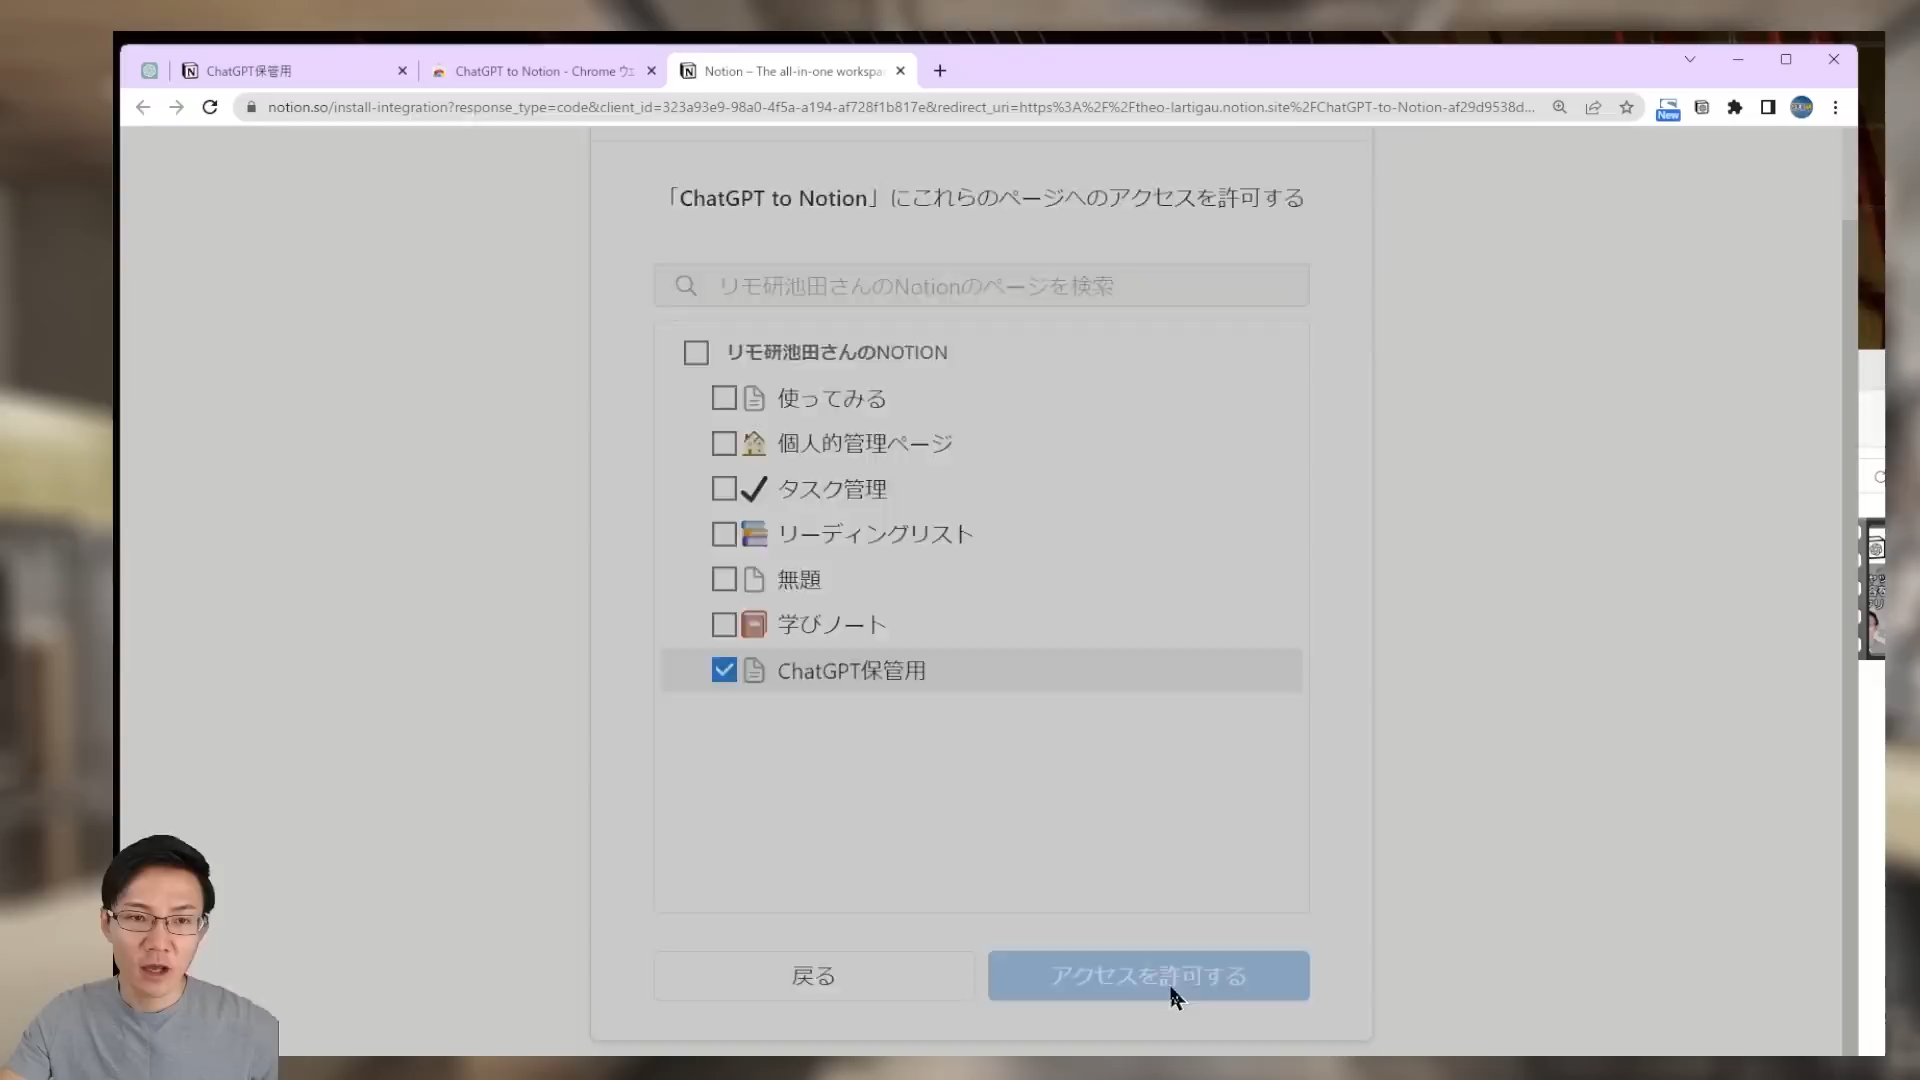 ChatGPT保管用
ChatGPT to Notion - Chrome ウェ
Notion – The all-in-one workspa
notion.so/install-integration?response_type=code&client_id=323a93e9-98a0-4f5a-a194-af728f1b817e&redirect_uri=https%3A%2F%2Ftheo-lartigau.notion.site%2FChatGPT-to-Notion-af29d9538d...
New
「ChatGPT to Notion」にこれらのページへのアクセスを許可する
リモ研池田さんのNotionのページを検索
リモ研池田さんのNOTION
使ってみる
個人的管理ページ
タスク管理
リーディングリスト
無題
学びノート
ChatGPT保管用
戻る
アクセスを許可する